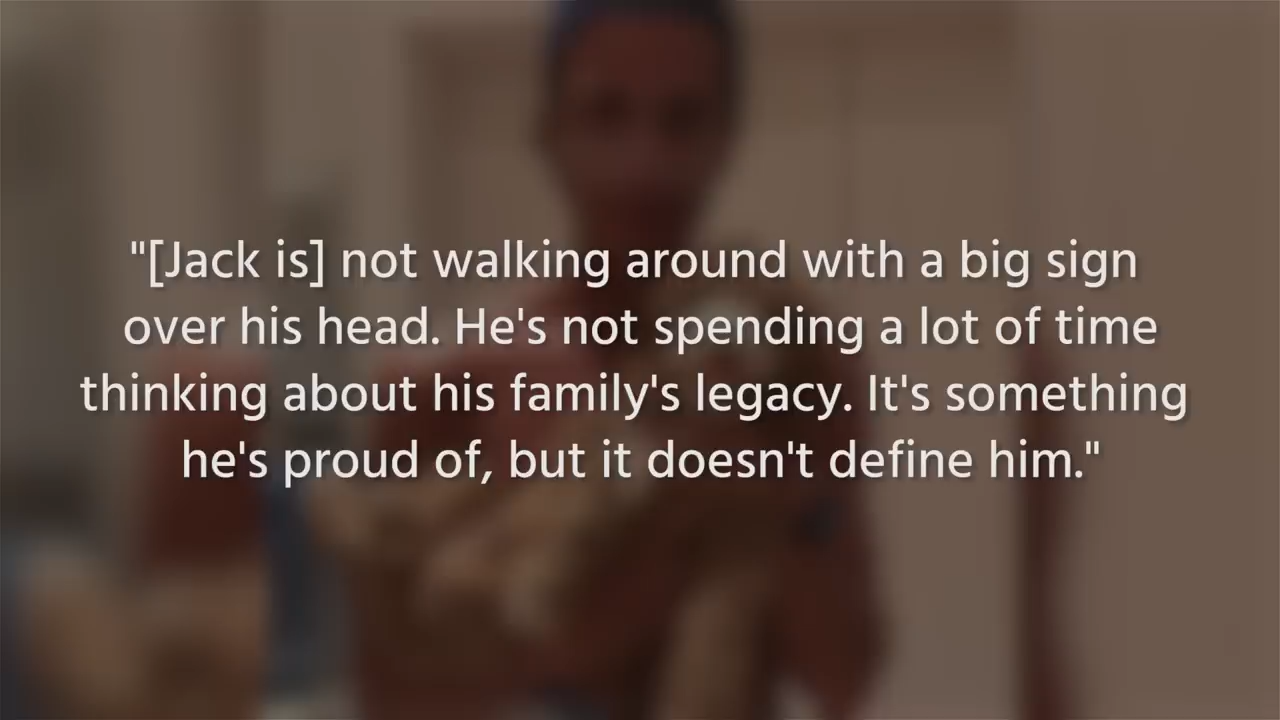 "[Jack is] not walking around with a big sign
over his head. He's not spending a lot of time
thinking about his family's legacy. It's something
he's proud of, but it doesn't define him."